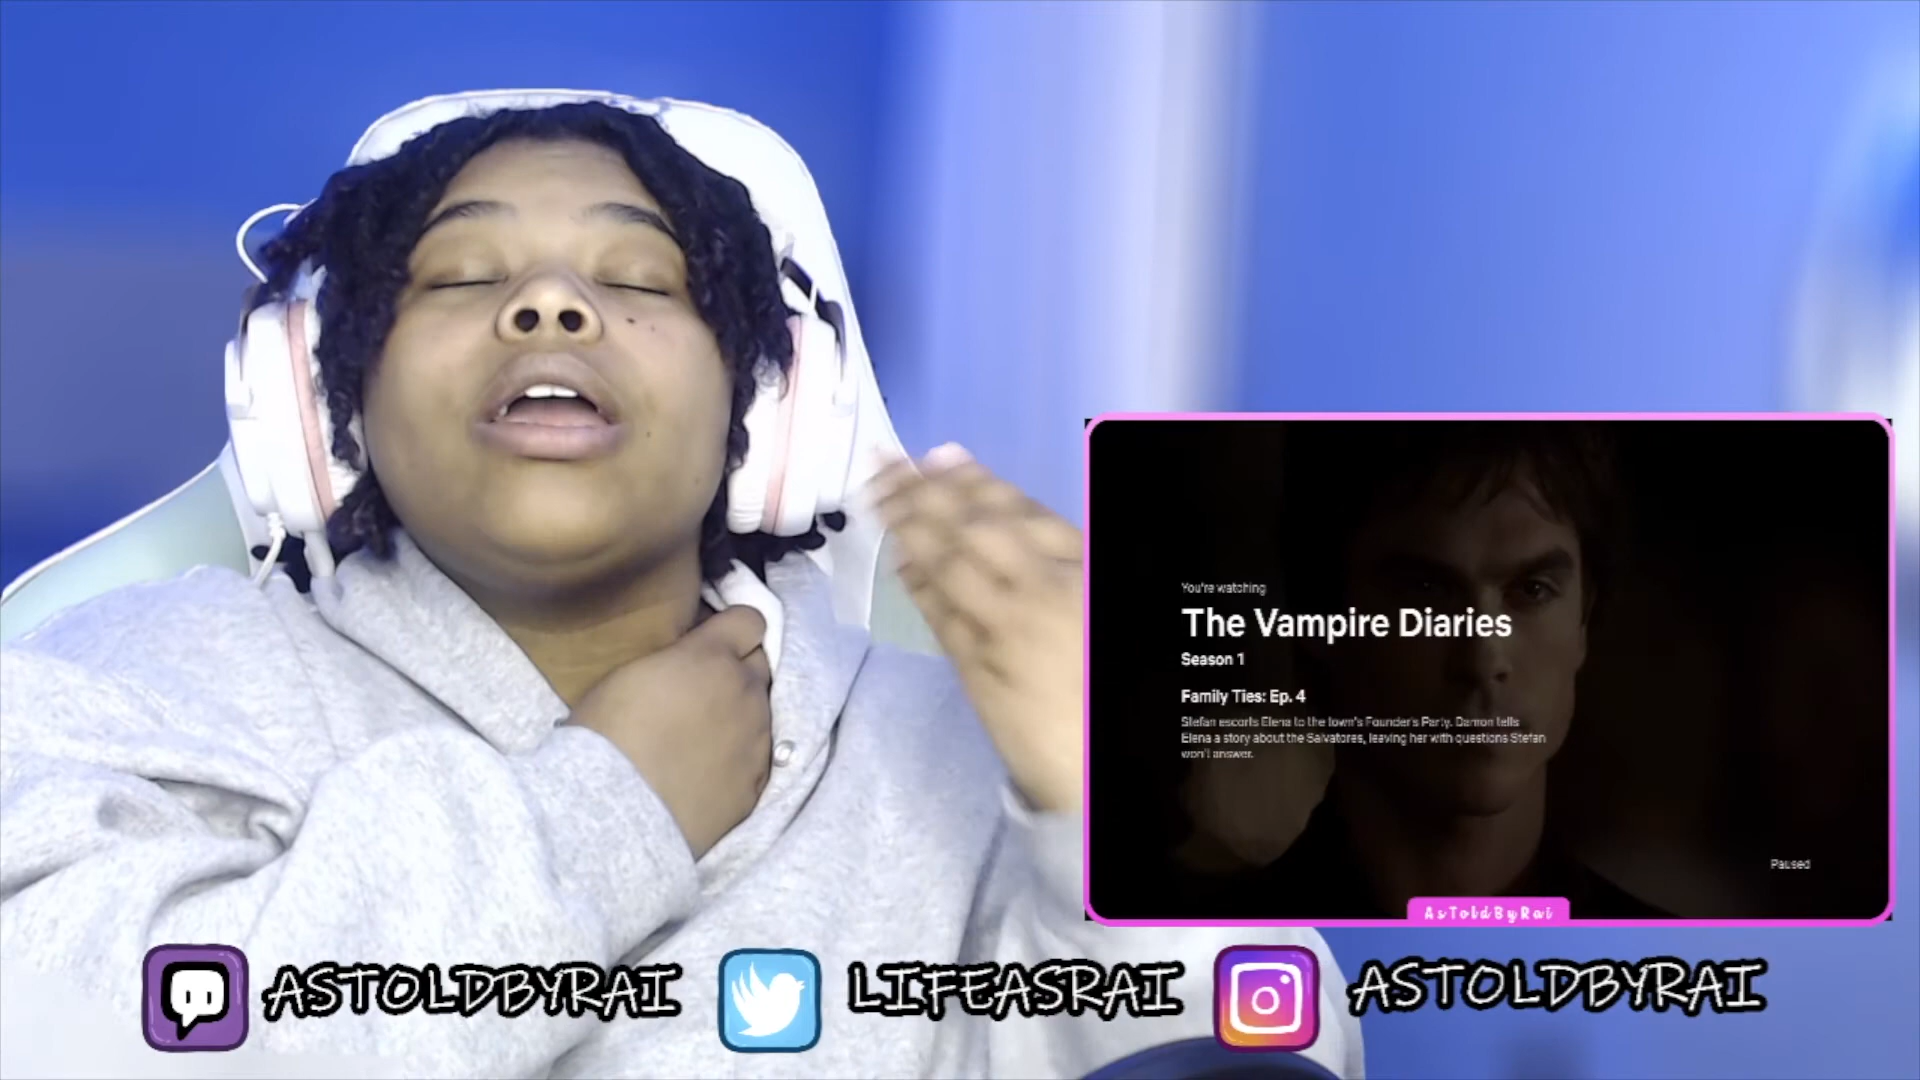 You're watching
The Vampire Diaries
Season 1
Family Ties: Ep. 4
Stefan escorts Elena to the town's Founder's Party. Damon tells
Elena a story about the Salvatores, leaving her with questions Stefan
won't answer.
Paused
AsToldByRai
ASTOLDBYRAI
LIFEASRAI
ASTOLDBYRAI